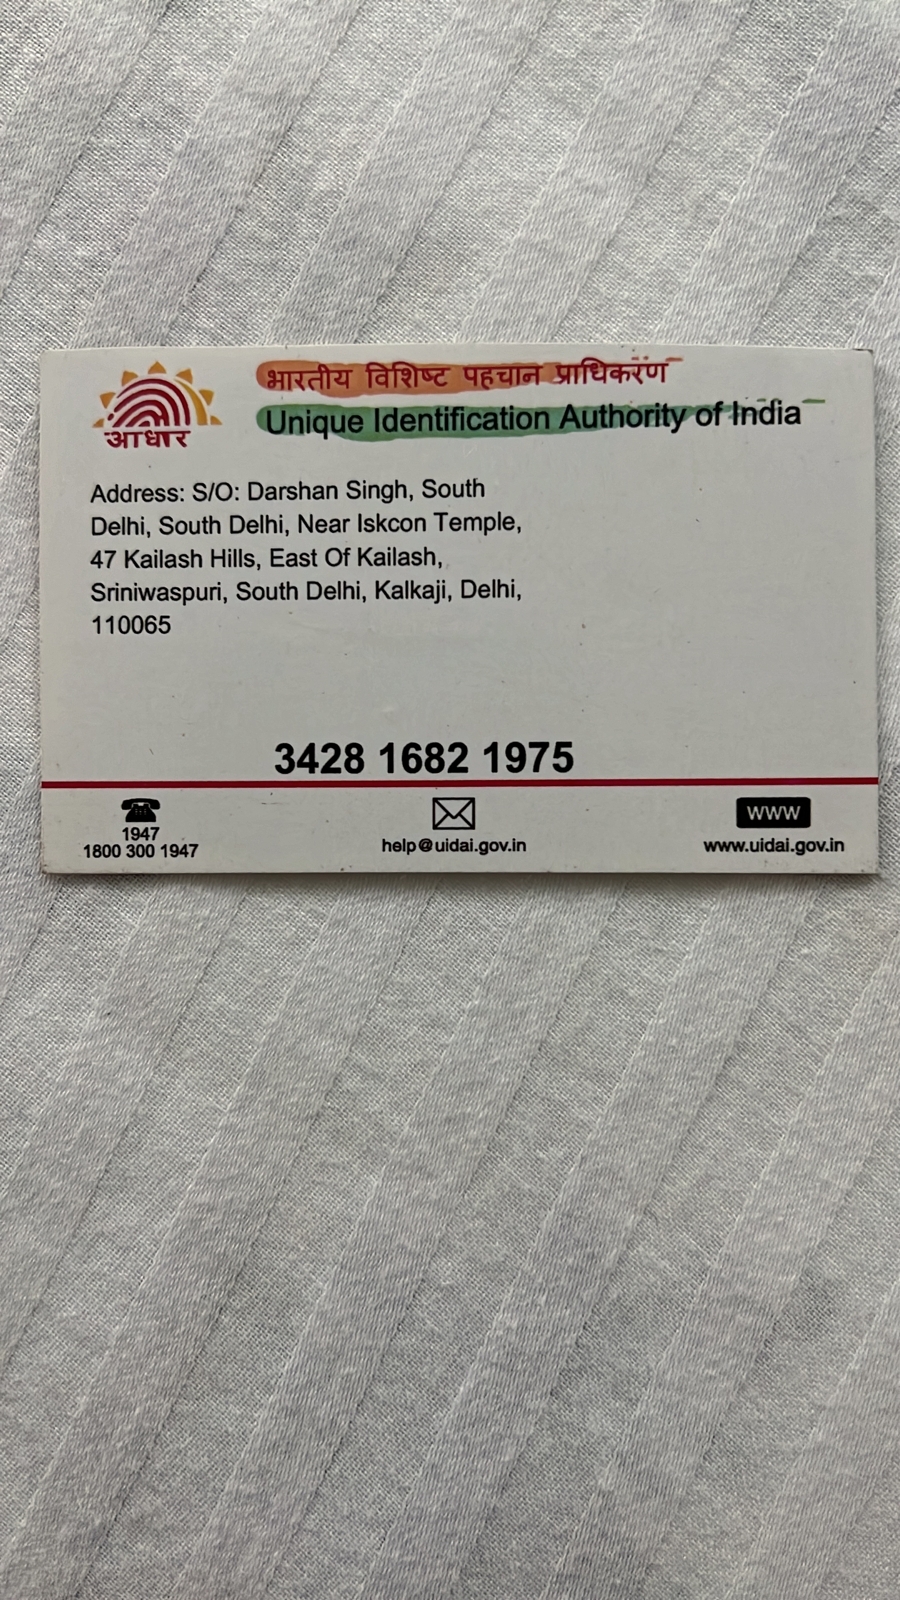 भारतीय विशिष्ट पहचान प्राधिकरण
Unique Identification Authority of India
आधार
Address: S/O: Darshan Singh, South
Delhi, South Delhi, Near Iskcon Temple,
47 Kailash Hills, East Of Kailash,
Sriniwaspuri, South Delhi, Kalkaji, Delhi,
110065
3428 1682 1975
1947
1800 300 1947
help@uidai.gov.in
www
www.uidai.gov.in